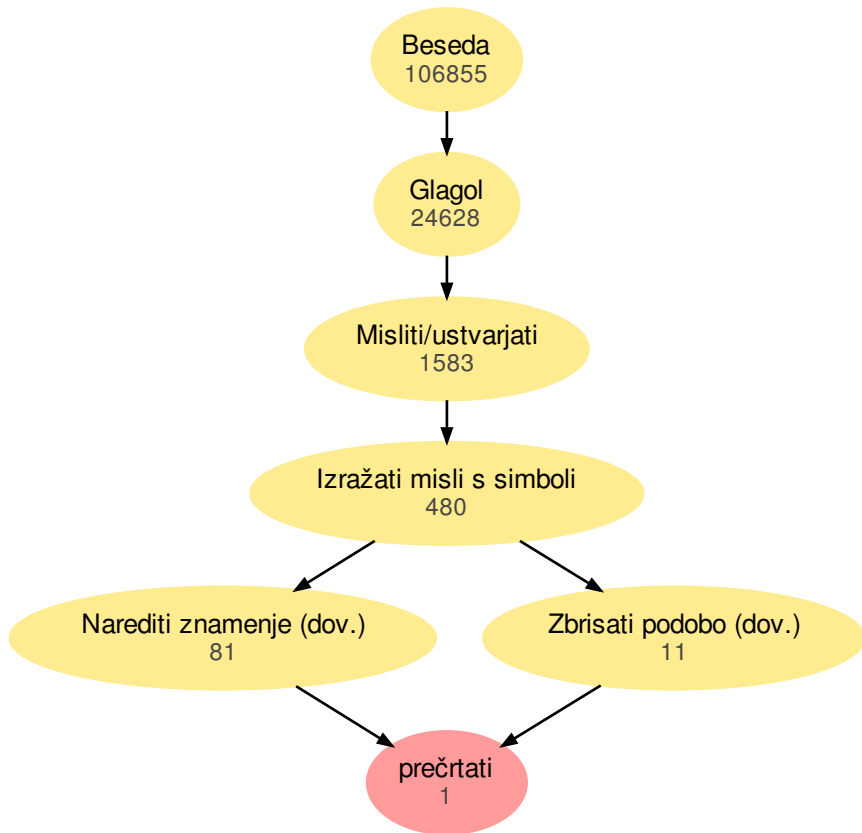 Beseda
106855
Glagol
24628
Misliti/ustvarjati
1583
Izražati misli s simboli
480
Narediti znamenje (dov.)
81
Zbrisati podobo (dov.)
11
prečrtati
1